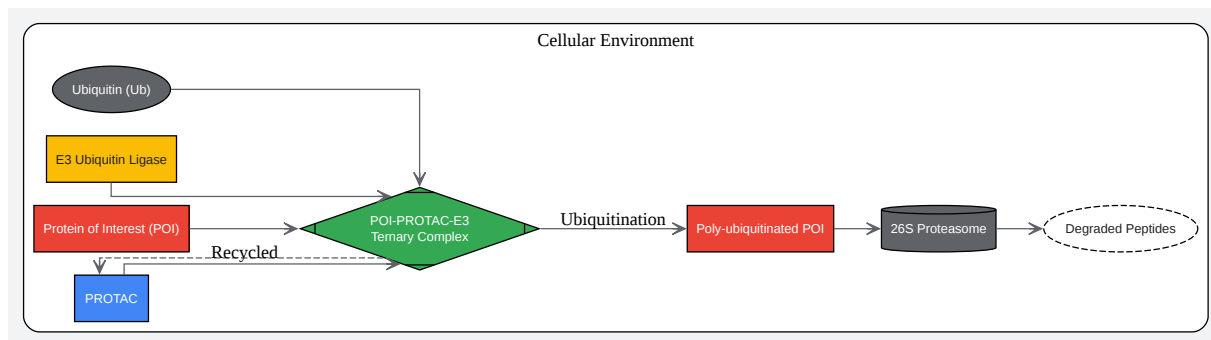 Cellular Environment
Ubiquitin (Ub)
E3 Ubiquitin Ligase
Protein of Interest (POI)
Recycled
PROTAC
POI-PROTAC-E3
Ternary Complex
Ubiquitination
Poly-ubiquitinated POI
26S Proteasome
Degraded Peptides